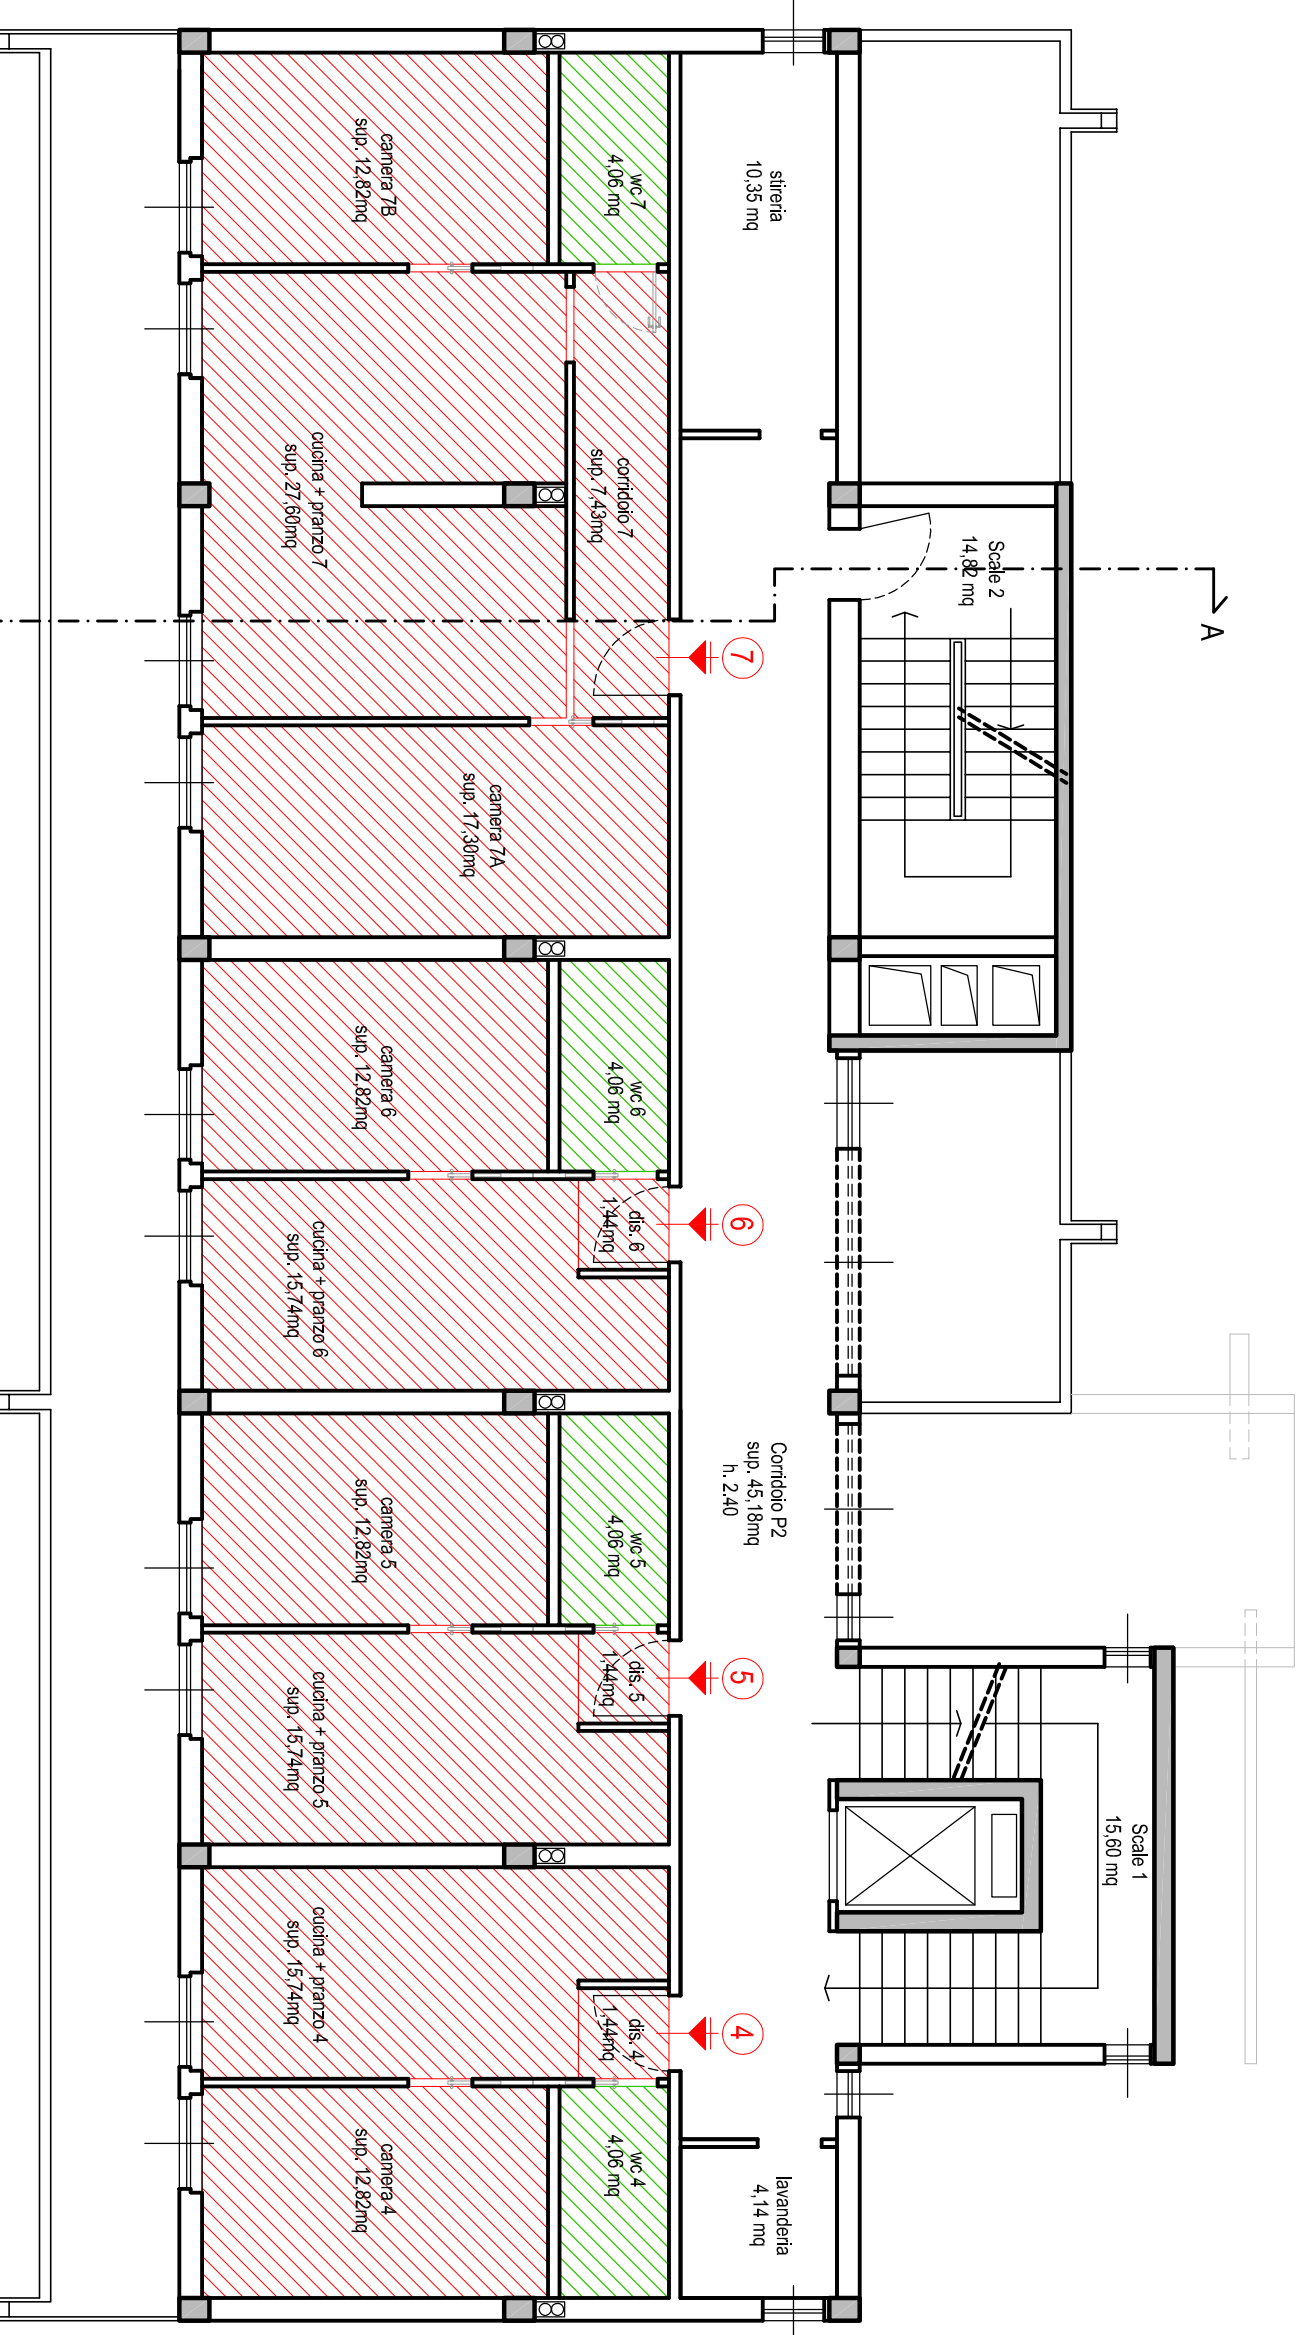 stireria
10,35 mq
wc 7
4,06 mq
camera 7B
sup. 12,82mq
corridoio 7
sup. 7,43mq
cucina + pranzo 7
sup. 27,60mq
Scale 2
14,82 mq
A
7
camera 7A
sup. 17,30mq
wc 6
4,06 mq
camera 6
sup. 12,82mq
6
dis. 6
1,44mq
cucina + pranzo 6
sup. 15,74mq
Corridoio P2
sup. 45,18mq
h. 2.40
wc 5
4,06 mq
camera 5
sup. 12,82mq
5
dis. 5
1,44mq
cucina + pranzo 5
sup. 15,74mq
Scale 1
15,60 mq
cucina + pranzo 4
sup. 15,74mq
4
dis. 4
1,44mq
wc 4
4,06 mq
camera 4
sup. 12,82mq
lavanderia
4,14 mq